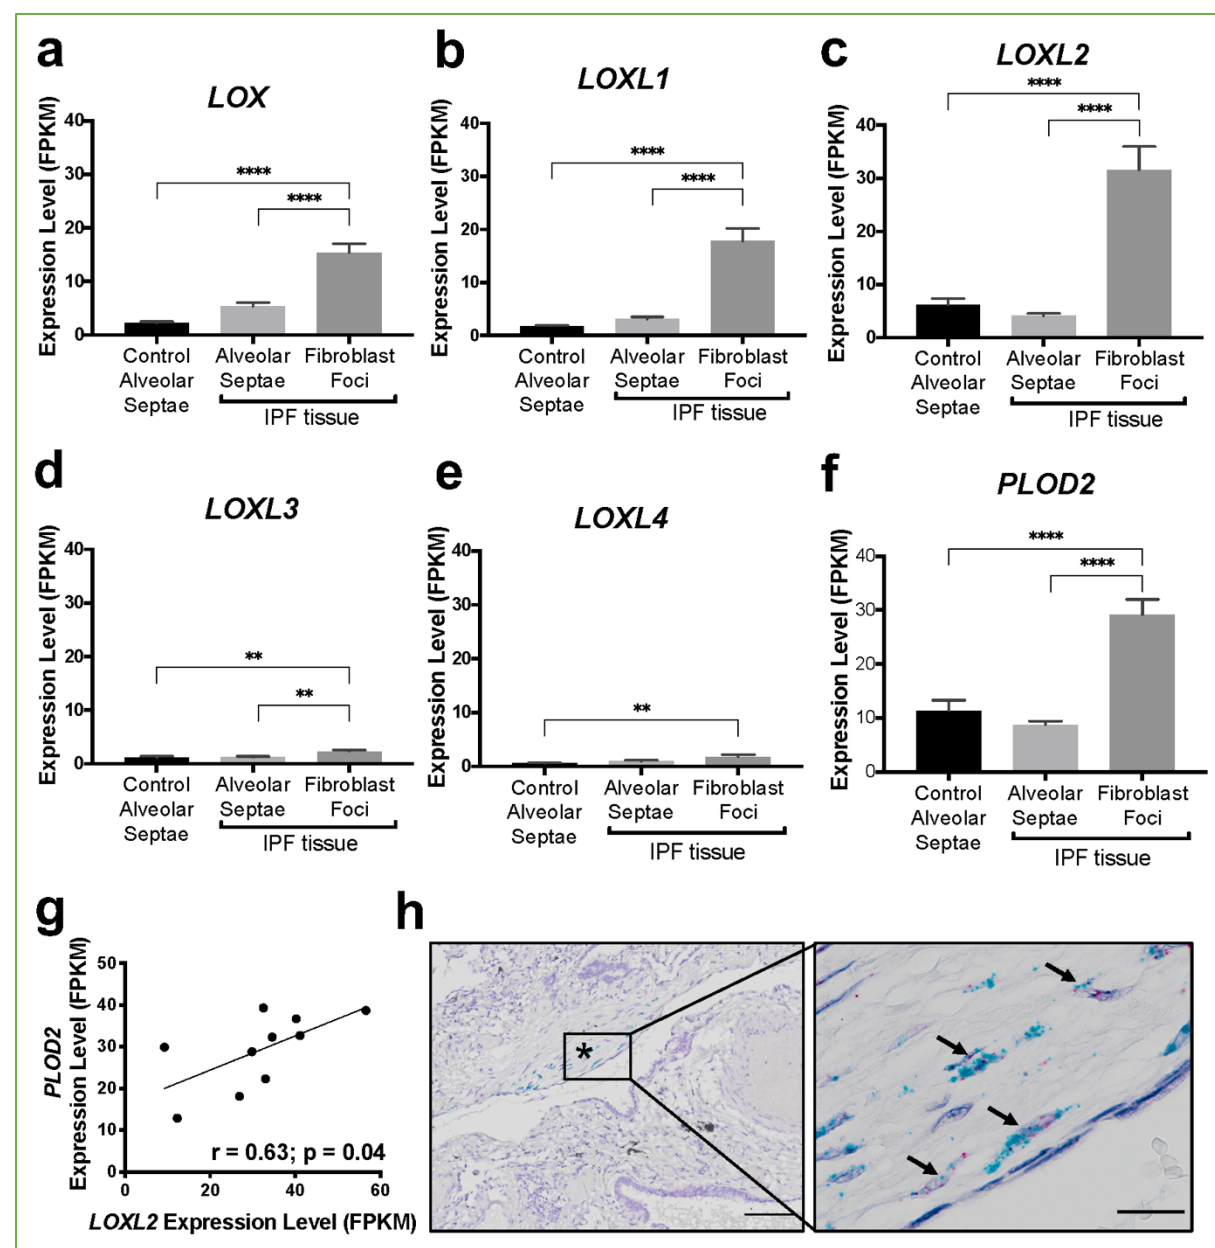 a
LOX
Expression Level (FPKM)
40
30
20
10
0
****
****
Control
Alveolar
Septae
Alveolar
Septae
Fibroblast
Foci
IPF tissue
b
LOXL1
Expression Level (FPKM)
40
30
20
10
0
****
****
Control
Alveolar
Septae
Alveolar
Septae
Fibroblast
Foci
IPF tissue
c
LOXL2
Expression Level (FPKM)
40
30
20
10
0
****
****
Control
Alveolar
Septae
Alveolar
Septae
Fibroblast
Foci
IPF tissue
d
LOXL3
Expression Level (FPKM)
40
30
20
10
0
**
**
Control
Alveolar
Septae
Alveolar
Septae
Fibroblast
Foci
IPF tissue
e
LOXL4
Expression Level (FPKM)
40
30
20
10
0
**
Control
Alveolar
Septae
Alveolar
Septae
Fibroblast
Foci
IPF tissue
f
PLOD2
Expression Level (FPKM)
40
30
20
10
0
****
****
Control
Alveolar
Septae
Alveolar
Septae
Fibroblast
Foci
IPF tissue
g
PLOD2
Expression Level (FPKM)
50
40
30
20
10
0
r = 0.63; p = 0.04
0 20 40 60
LOXL2 Expression Level (FPKM)
h
*